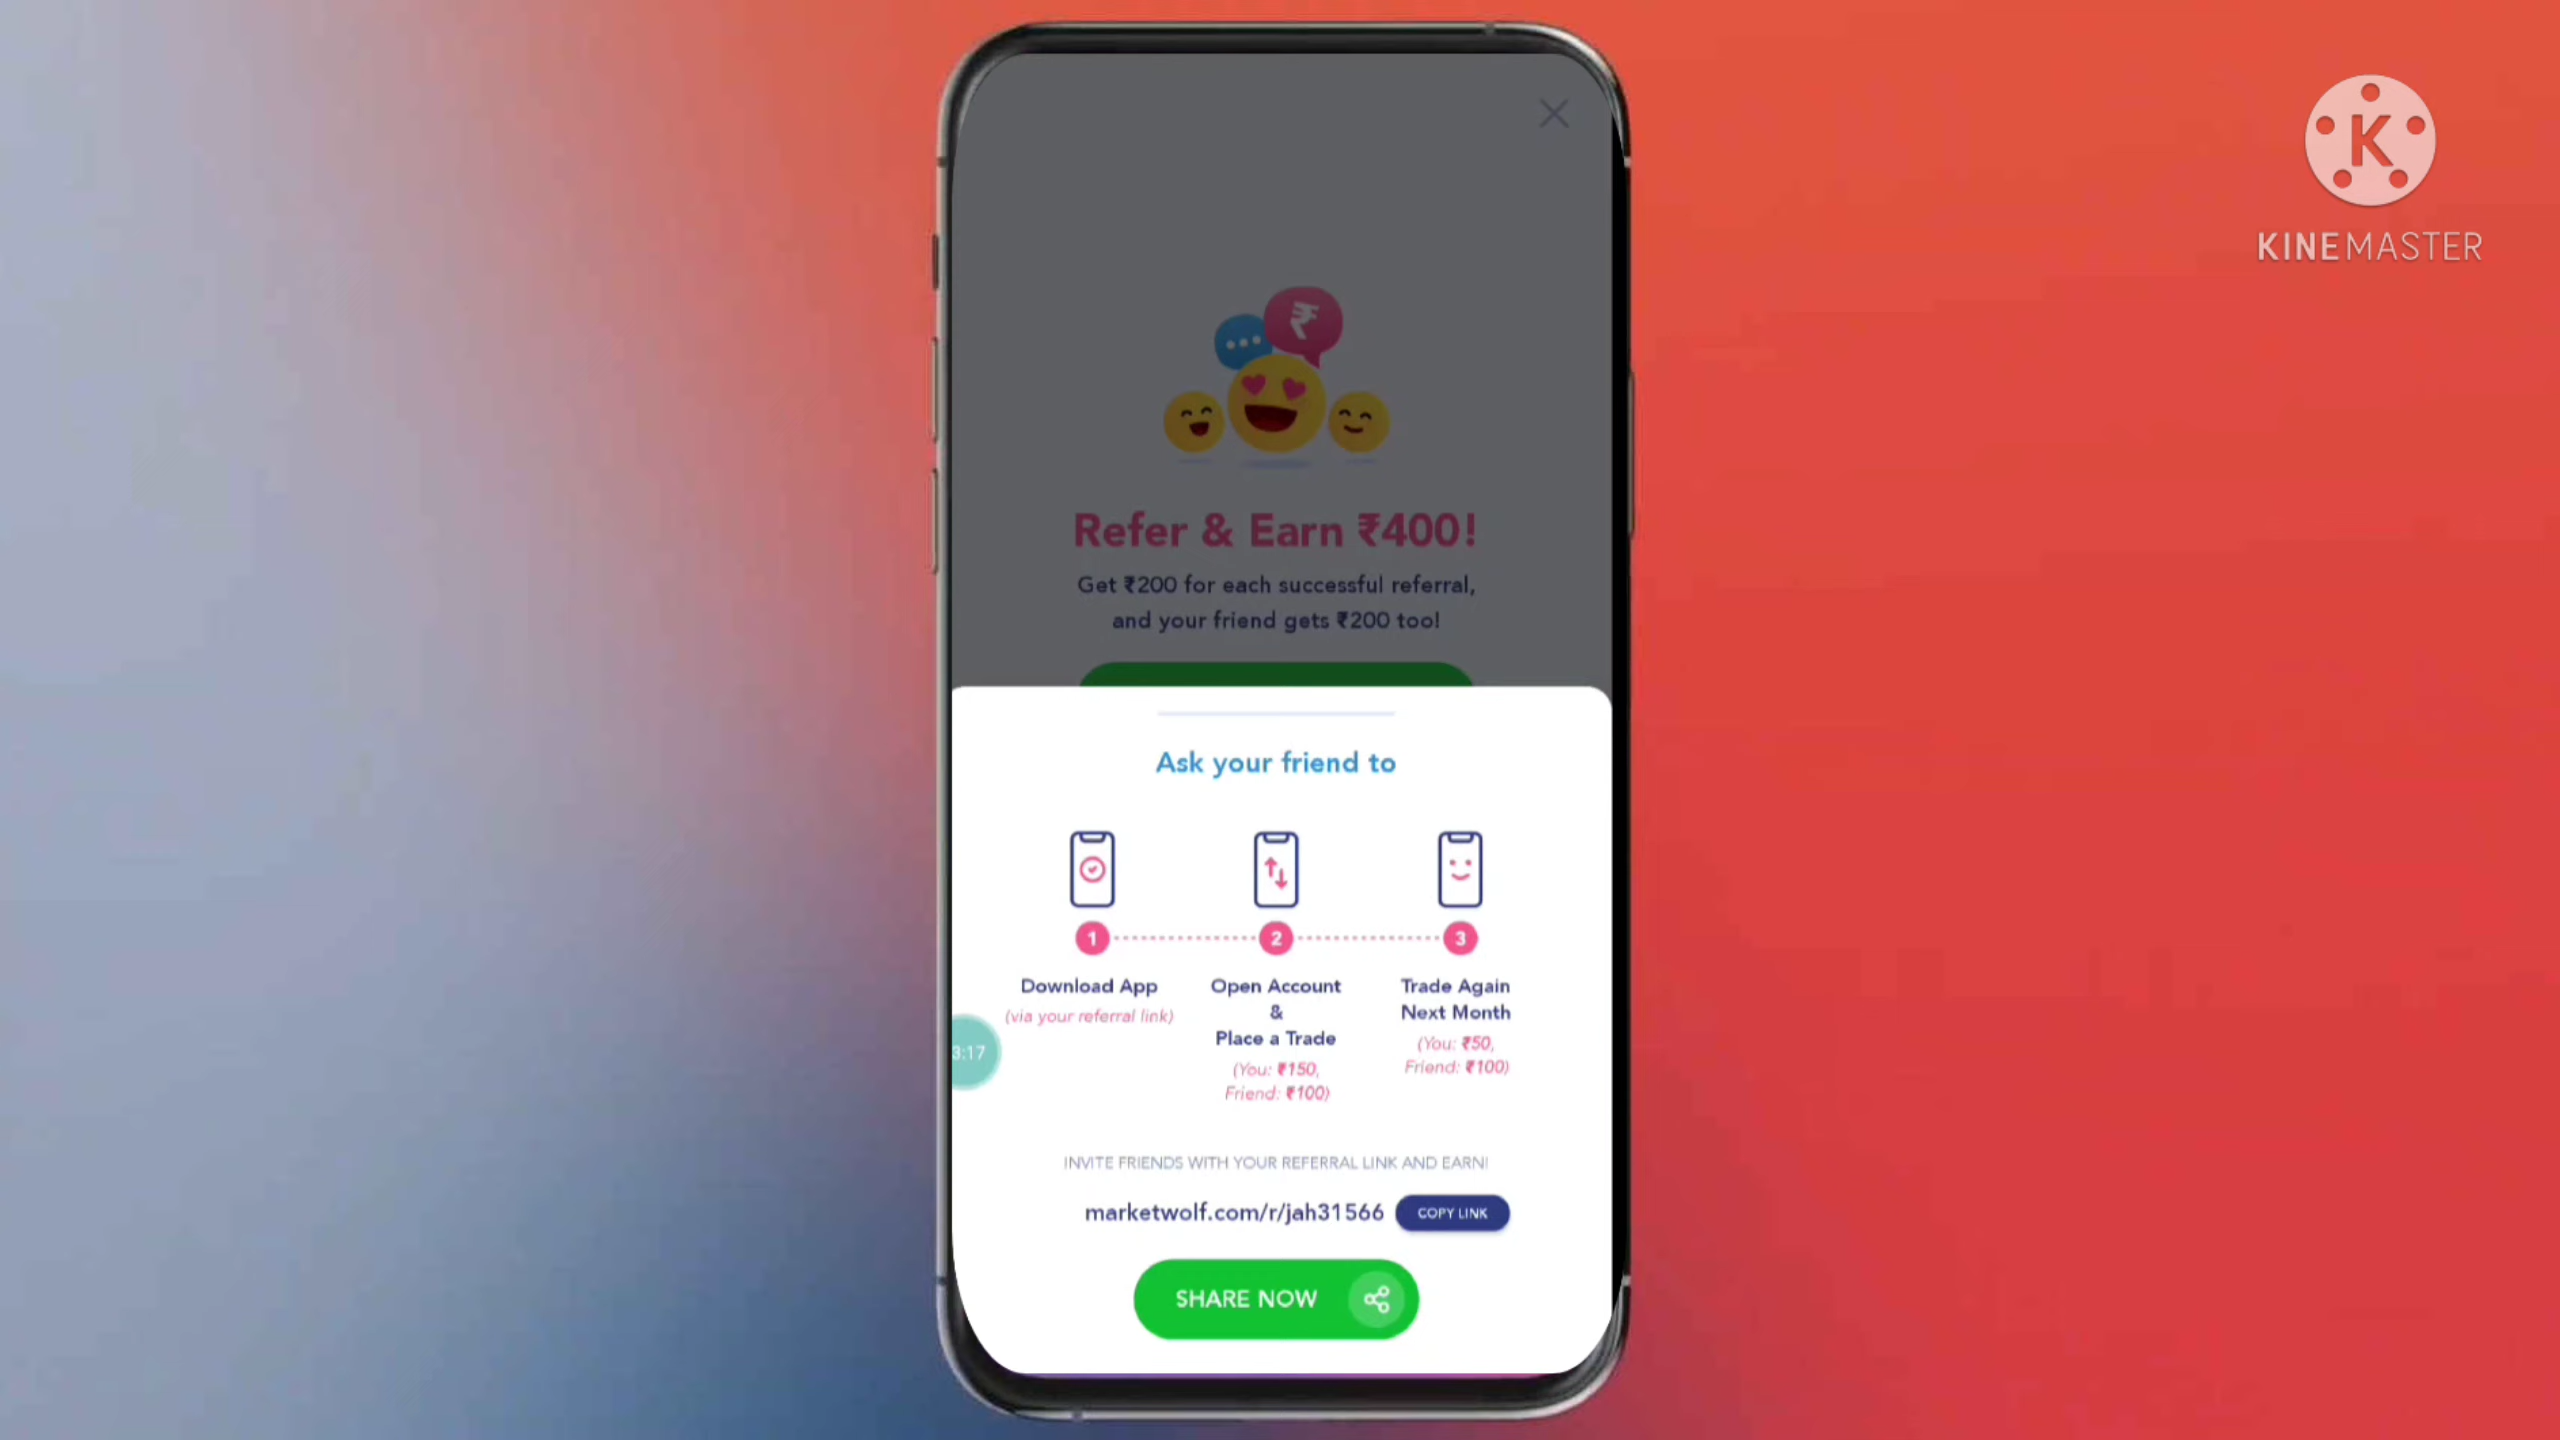 K
KINEMASTER
₹
Refer & Earn ₹400!
Get ₹200 for each successful referral,
and your friend gets ₹200 too!
Ask your friend to
1
2
3
Download App
(via your referral link)
Open Account
&
Place a Trade
(You: ₹150,
Friend: ₹100)
Trade Again
Next Month
(You: ₹50,
Friend: ₹100)
3:17
INVITE FRIENDS WITH YOUR REFERRAL LINK AND EARN!
marketwolf.com/r/jah31566
COPY LINK
SHARE NOW